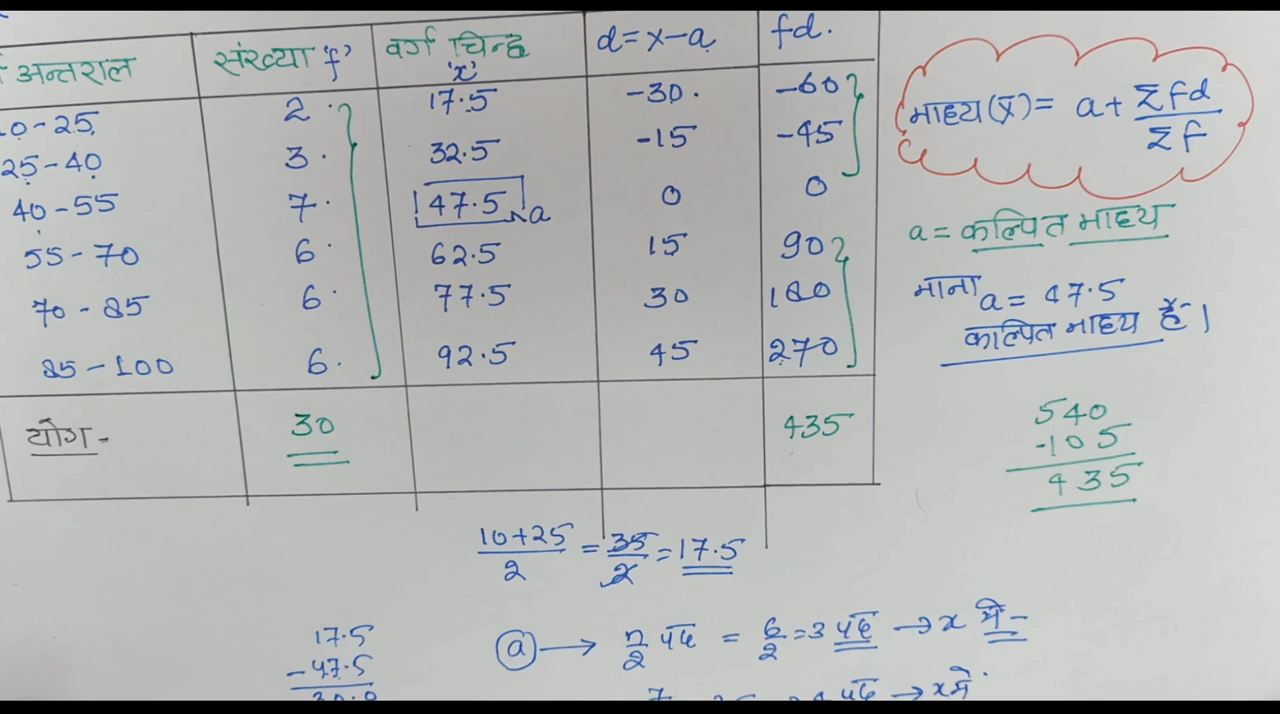 अन्तराल संख्या 'f' वर्ग चिन्ह 'x' d=x-a fd.
10-25 2 17.5 -30 -60
25-40 3 32.5 -15 -45
40-55 7 47.5 a 0 0
55-70 6 62.5 15 90
70-85 6 77.5 30 180
85-100 6 92.5 45 270
योग- 30 435
माध्य(x̄)= a+ Σfd/Σf
a= कल्पित माध्य
माना a= 47.5
कल्पित माध्य हैं।
540
-105
435
10+25/2 = 35/2 = 17.5
17.5
-47.5
30.0
a → n/2 पद = 6/2=3 पद → x में-
पद → x में